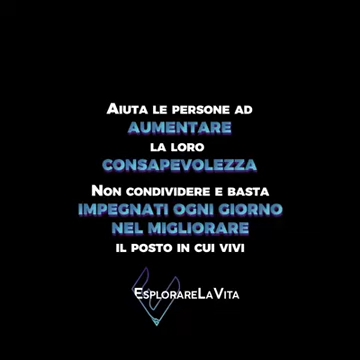 Aiuta le persone ad
aumentare
la loro
consapevolezza
Non condividere e basta
impegnati ogni giorno
nel migliorare
il posto in cui vivi
EsplorareLaVita